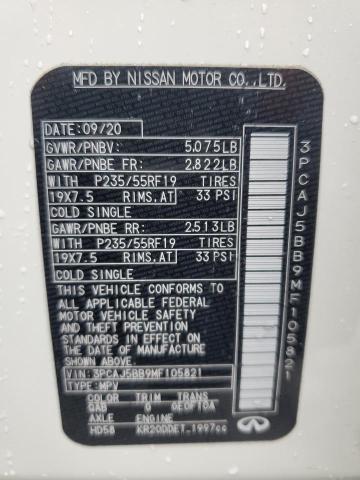 MFD BY NISSAN MOTOR CO.,LTD.
DATE:09/20
GVWR/PNBV: 5,075LB
GAWR/PNBE FR: 2,822LB
WITH P235/55RF19 TIRES
19X7.5 RIMS,AT 33 PSI
COLD SINGLE
GAWR/PNBE RR: 2,513LB
WITH P235/55RF19 TIRES
19X7.5 RIMS,AT 33 PSI
COLD SINGLE
THIS VEHICLE CONFORMS TO
ALL APPLICABLE FEDERAL
MOTOR VEHICLE SAFETY
AND THEFT PREVENTION
STANDARDS IN EFFECT ON
THE DATE OF MANUFACTURE
SHOWN ABOVE.
VIN: 3PCAJ5BB9MF105821
TYPE: MPV
COLOR TRIM TRANS
QAB G 0E0FT0A
AXLE ENGINE
HD58 KR20DDET_1997cc
3PCAJ5BB9MF105821